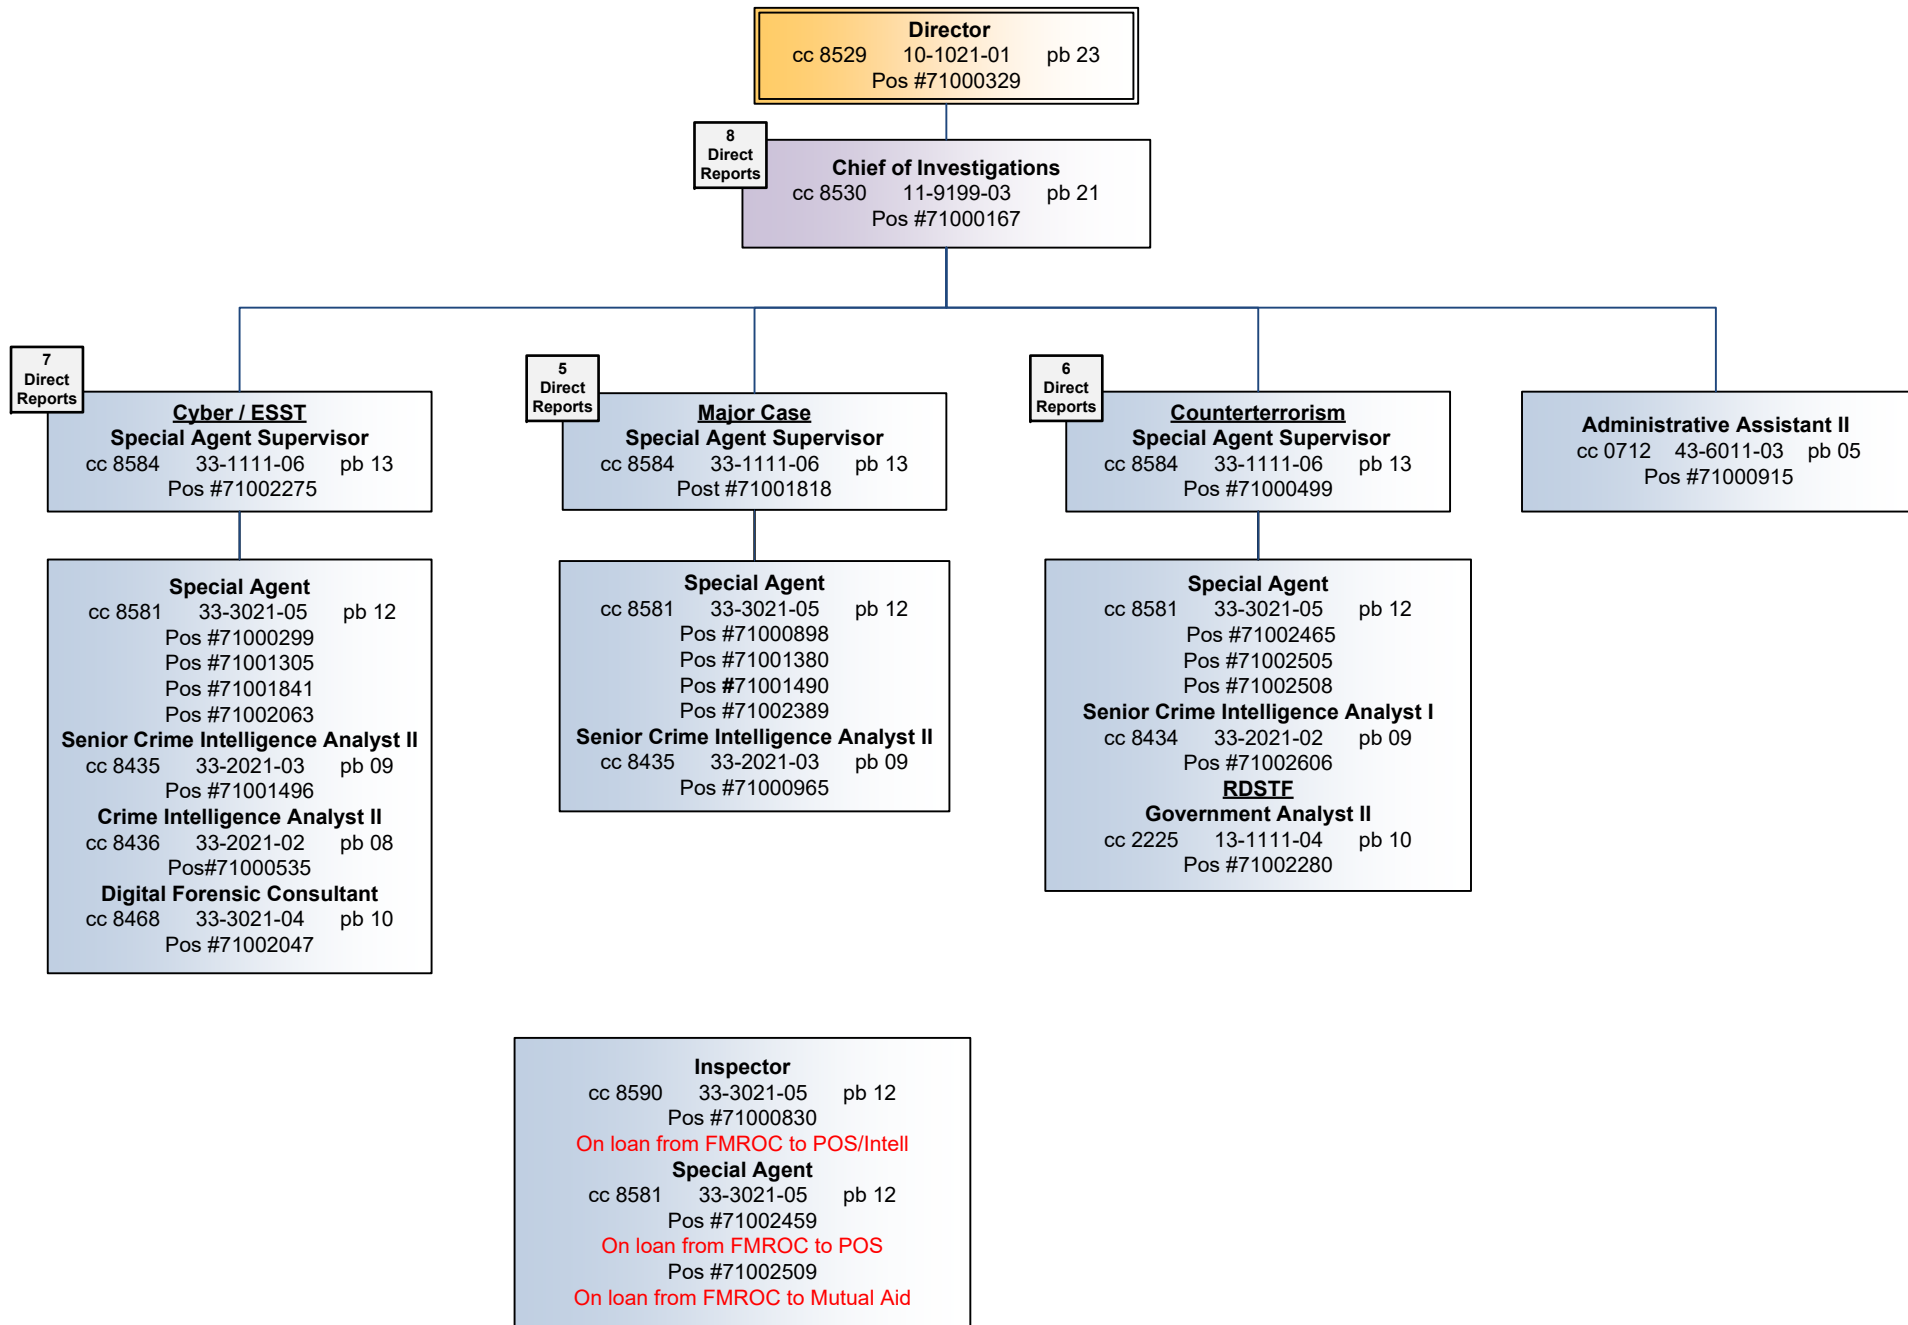 Director
cc 8529 10-1021-01 pb 23
Pos #71000329
8
Direct
Reports
Chief of Investigations
cc 8530 11-9199-03 pb 21
Pos #71000167
7
Direct
Reports
Cyber / ESST
Special Agent Supervisor
cc 8584 33-1111-06 pb 13
Pos #71002275
5
Direct
Reports
Major Case
Special Agent Supervisor
cc 8584 33-1111-06 pb 13
Post #71001818
6
Direct
Reports
Counterterrorism
Special Agent Supervisor
cc 8584 33-1111-06 pb 13
Pos #71000499
Administrative Assistant II
cc 0712 43-6011-03 pb 05
Pos #71000915
Special Agent
cc 8581 33-3021-05 pb 12
Pos #71000299
Pos #71001305
Pos #71001841
Pos #71002063
Senior Crime Intelligence Analyst II
cc 8435 33-2021-03 pb 09
Pos #71001496
Crime Intelligence Analyst II
cc 8436 33-2021-02 pb 08
Pos#71000535
Digital Forensic Consultant
cc 8468 33-3021-04 pb 10
Pos #71002047
Special Agent
cc 8581 33-3021-05 pb 12
Pos #71000898
Pos #71001380
Pos #71001490
Pos #71002389
Senior Crime Intelligence Analyst II
cc 8435 33-2021-03 pb 09
Pos #71000965
Special Agent
cc 8581 33-3021-05 pb 12
Pos #71002465
Pos #71002505
Pos #71002508
Senior Crime Intelligence Analyst I
cc 8434 33-2021-02 pb 09
Pos #71002606
RDSTF
Government Analyst II
cc 2225 13-1111-04 pb 10
Pos #71002280
Inspector
cc 8590 33-3021-05 pb 12
Pos #71000830
On loan from FMROC to POS/Intell
Special Agent
cc 8581 33-3021-05 pb 12
Pos #71002459
On loan from FMROC to POS
Pos #71002509
On loan from FMROC to Mutual Aid